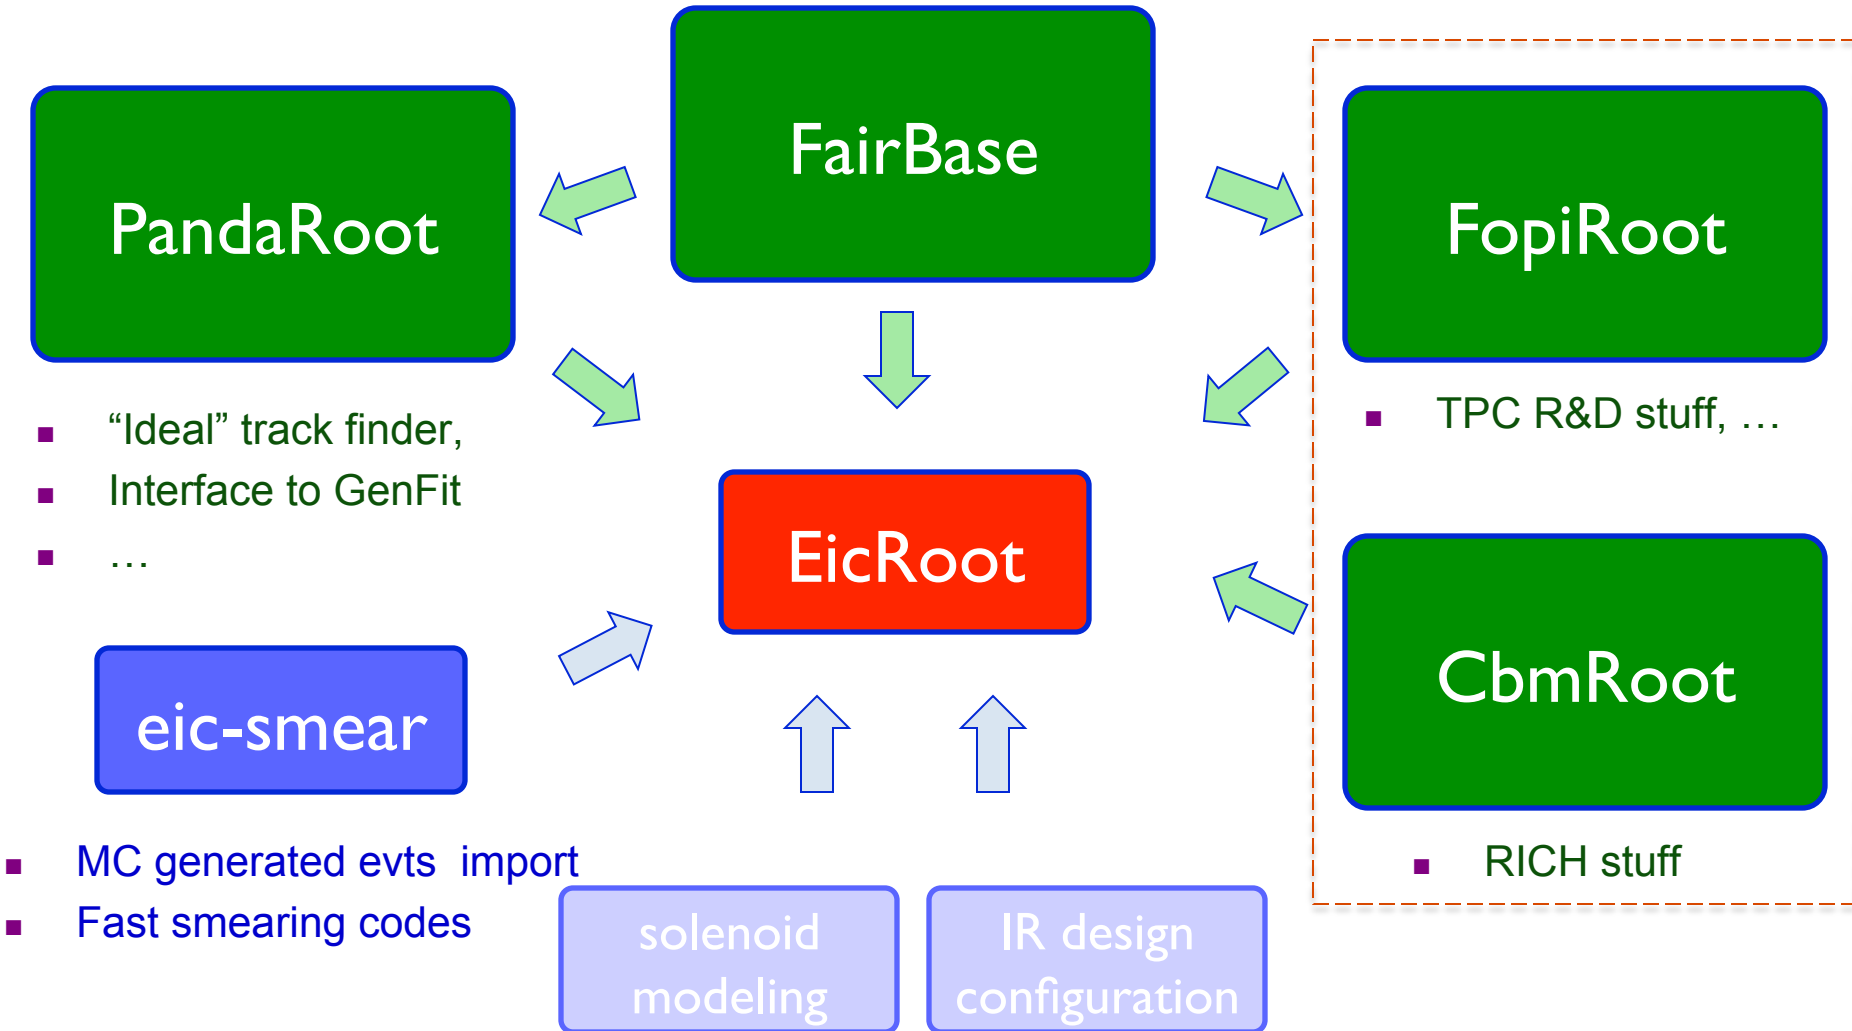 FairBase
PandaRoot
FopiRoot
“Ideal” track finder,
Interface to GenFit
…
TPC R&D stuff, …
EicRoot
CbmRoot
eic-smear
MC generated evts import
Fast smearing codes
RICH stuff
solenoid
modeling
IR design
configuration